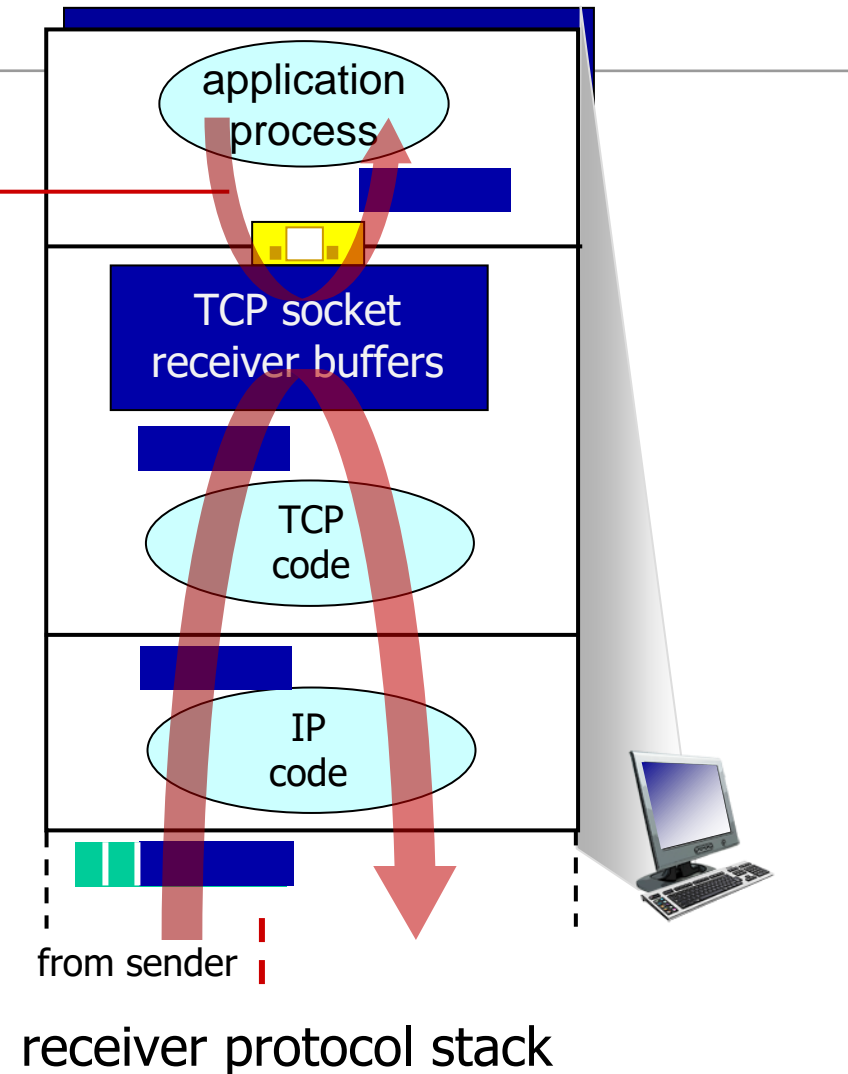 application
process
TCP socket
receiver buffers
TCP
code
IP
code
from sender
receiver protocol stack